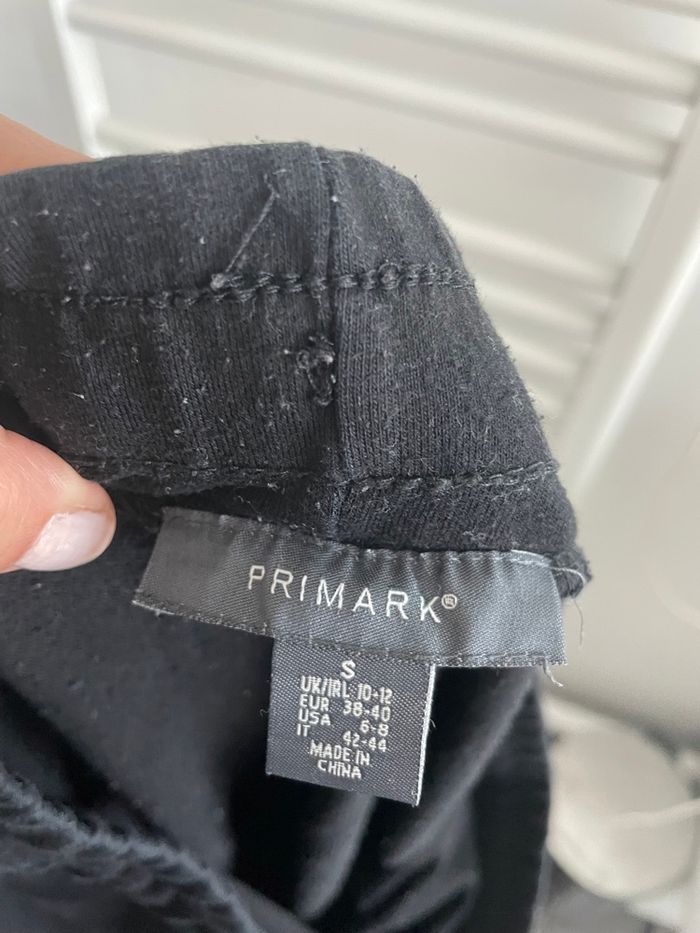 PRIMARK®
S
UK/IRL 10-12
EUR 38-40
USA 6-8
IT 42-44
MADE IN
CHINA